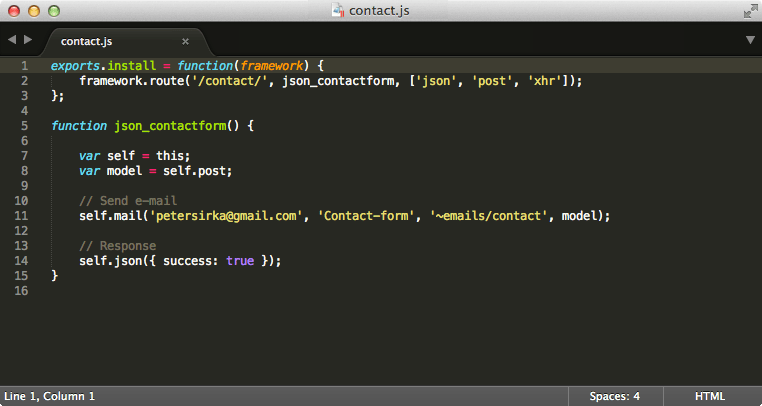 contact.js
contact.js ×
1 exports.install = function(framework) {
2     framework.route('/contact/', json_contactform, ['json', 'post', 'xhr']);
3 };
4
5 function json_contactform() {
6
7     var self = this;
8     var model = self.post;
9
10     // Send e-mail
11     self.mail('petersirka@gmail.com', 'Contact-form', '~emails/contact', model);
12
13     // Response
14     self.json({ success: true });
15 }
16
Line 1, Column 1 Spaces: 4 HTML